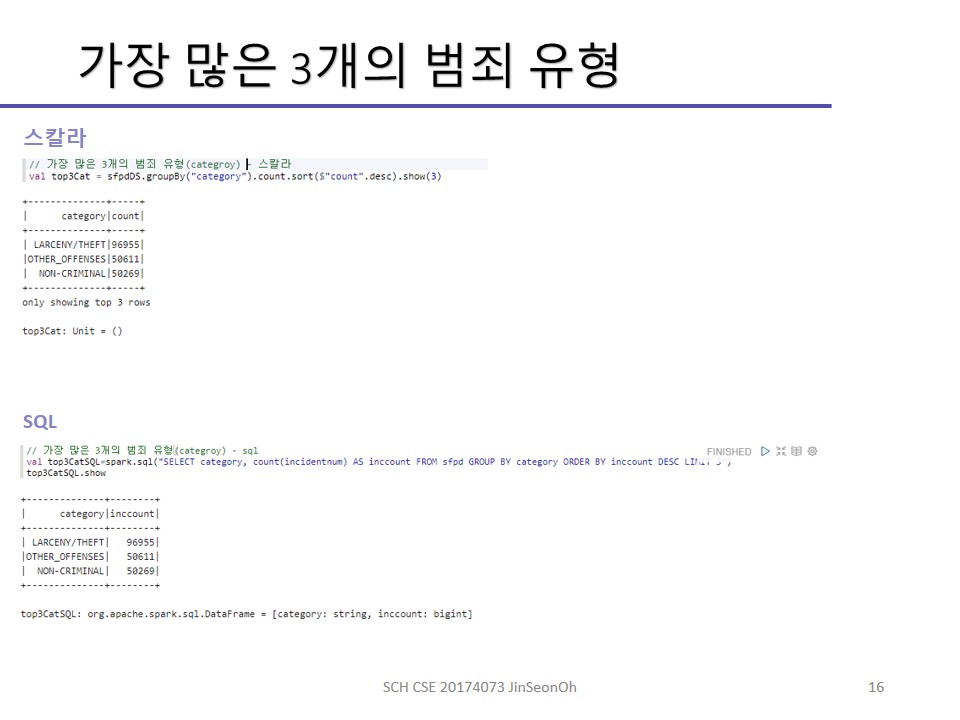 가장 많은 3개의 범죄 유형
스칼라
// 가장 많은 3개의 범죄 유형(categroy) - 스칼라
val top3Cat = sfpdDS.groupBy("category").count.sort($"count".desc).show(3)
+--------------+-----+
|      category|count|
+--------------+-----+
| LARCENY/THEFT|96955|
|OTHER_OFFENSES|50611|
|  NON-CRIMINAL|50269|
+--------------+-----+
only showing top 3 rows
top3Cat: Unit = ()
SQL
// 가장 많은 3개의 범죄 유형(categroy) - sql
FINISHED
val top3CatSQL=spark.sql("SELECT category, count(incidentnum) AS inccount FROM sfpd GROUP BY category ORDER BY inccount DESC LIMIT 3")
top3CatSQL.show
+--------------+--------+
|      category|inccount|
+--------------+--------+
| LARCENY/THEFT|   96955|
|OTHER_OFFENSES|   50611|
|  NON-CRIMINAL|   50269|
+--------------+--------+
top3CatSQL: org.apache.spark.sql.DataFrame = [category: string, inccount: bigint]
SCH CSE 20174073 JinSeonOh
16